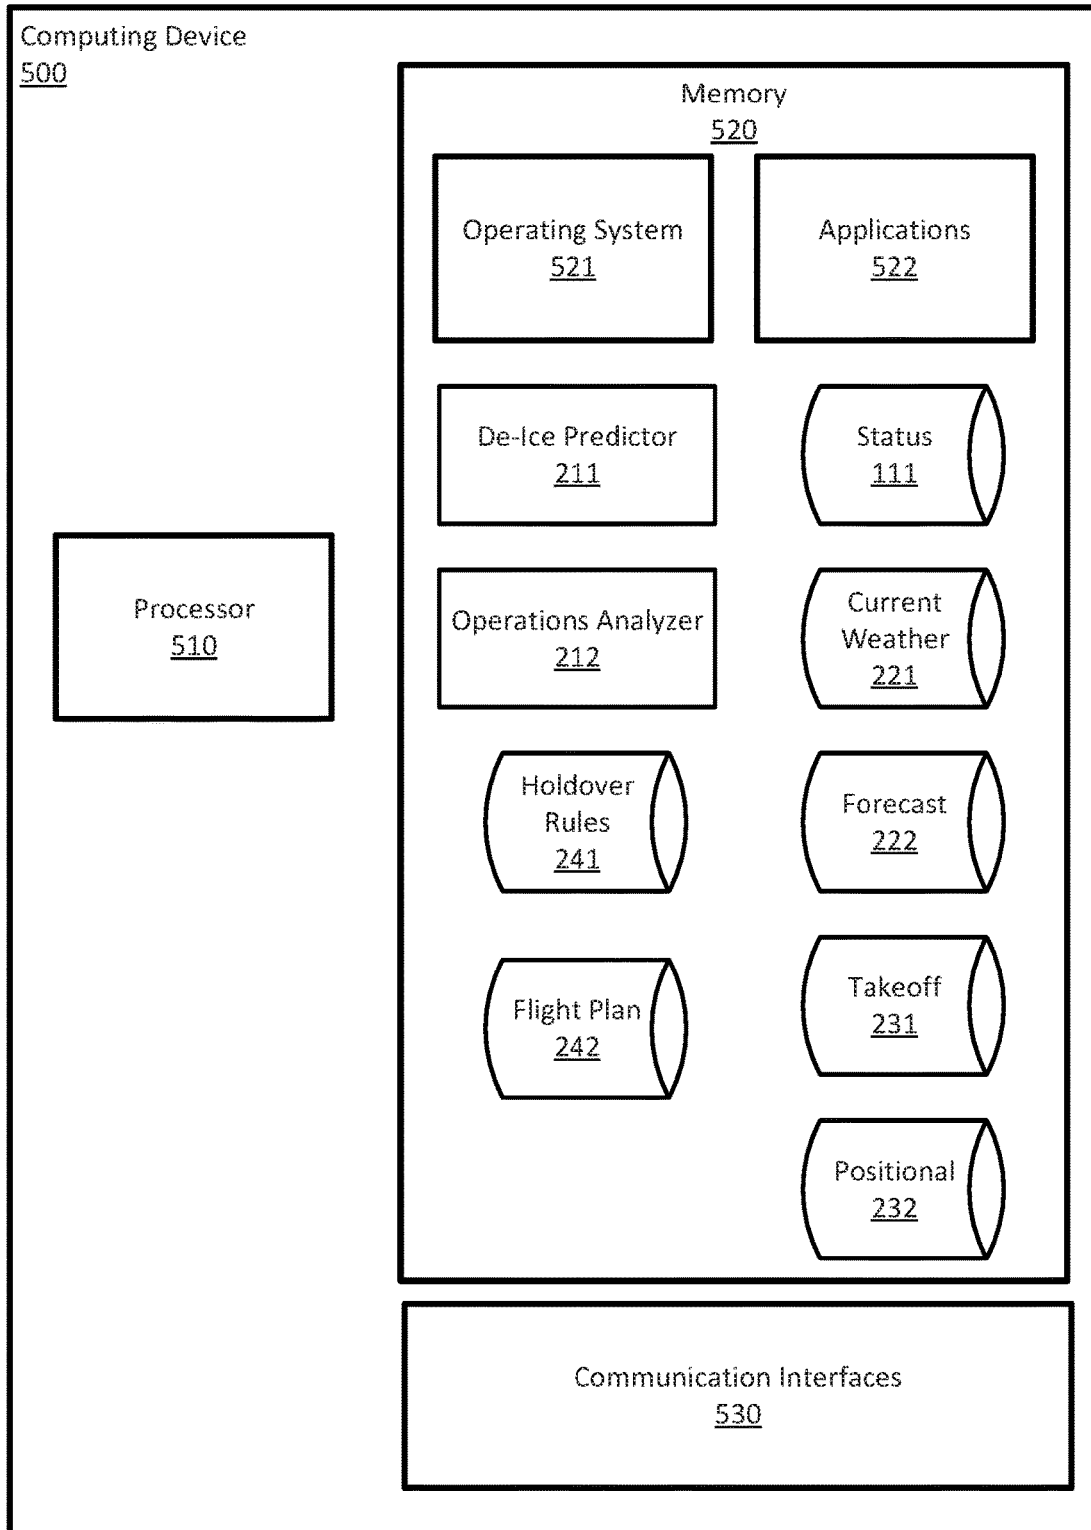 Computing Device
500
Memory
520
Operating System
521
Applications
522
De-Ice Predictor
211
Status
111
Processor
510
Operations Analyzer
212
Current
Weather
221
Holdover
Rules
241
Forecast
222
Flight Plan
242
Takeoff
231
Positional
232
Communication Interfaces
530